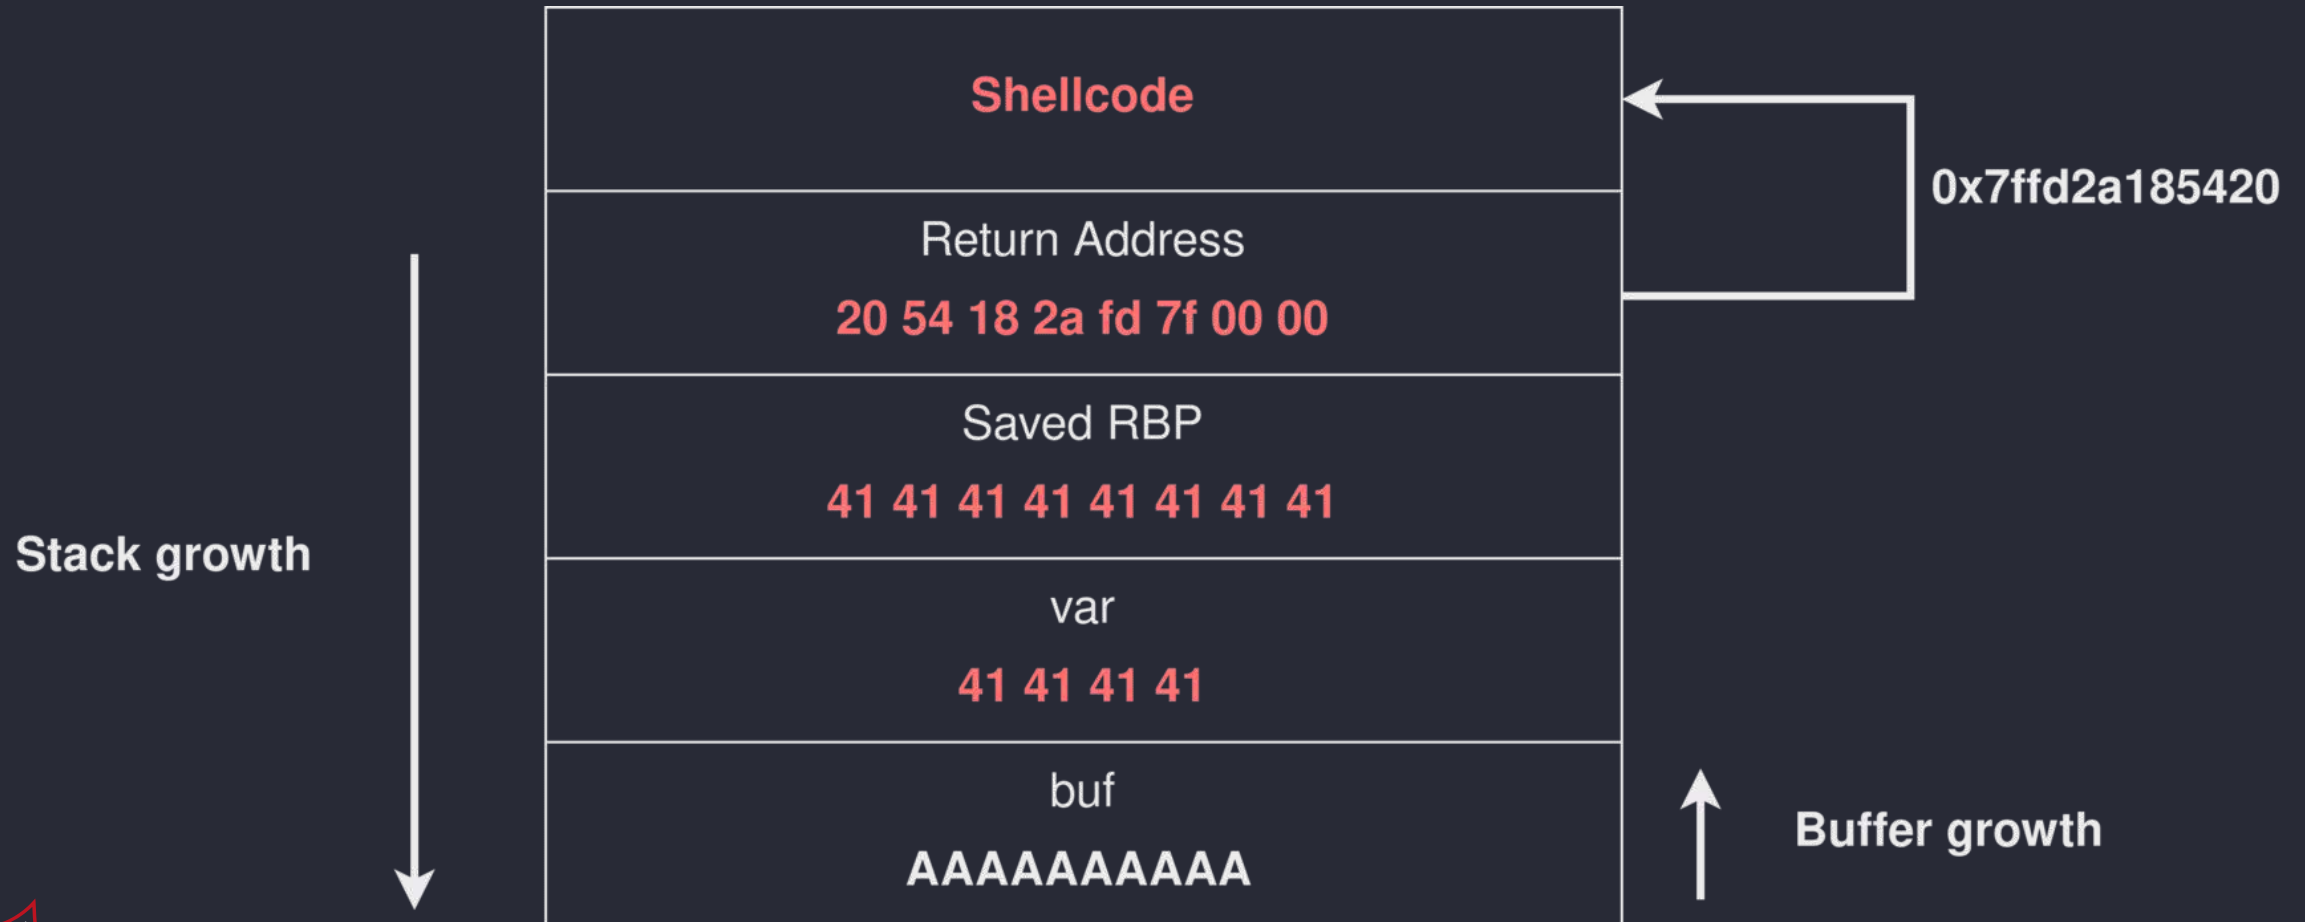 Shellcode
0x7ffd2a185420
Return Address
20 54 18 2a fd 7f 00 00
Saved RBP
41 41 41 41 41 41 41 41
Stack growth
var
41 41 41 41
buf
AAAAAAAAAA
Buffer growth